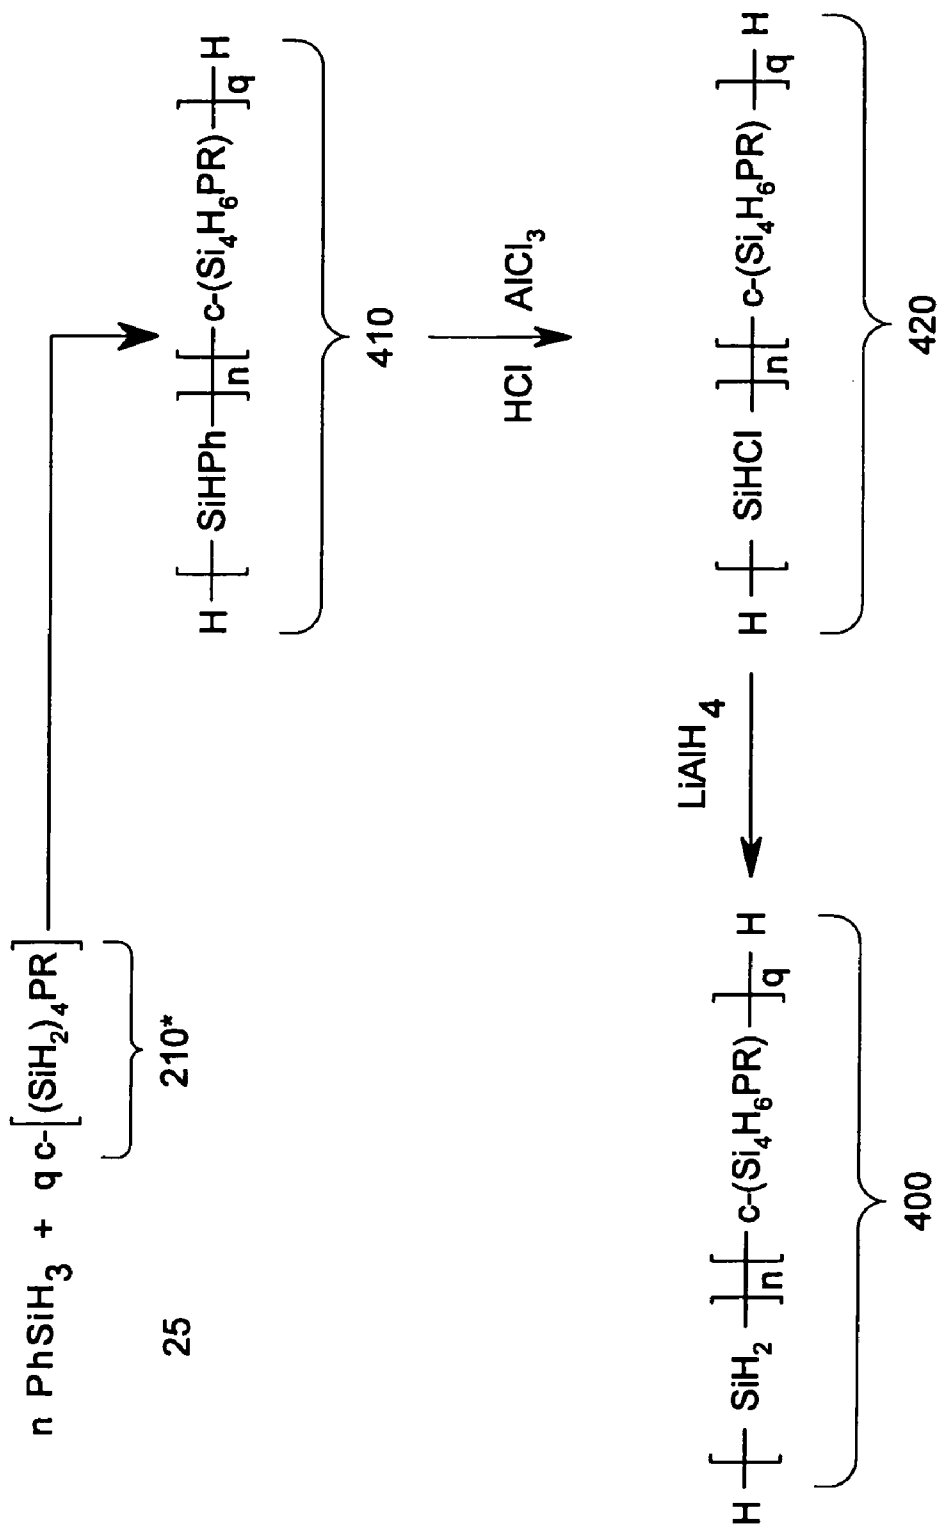 n PhSiH3 + q c-[(SiH2)4PR]
25
210*
H-[-SiHPh-]n-[-c-(Si4H6PR)-]q-H
410
HCl AlCl3
H-[-SiHCl-]n-[-c-(Si4H6PR)-]q-H
420
LiAlH4
H-[-SiH2-]n-[-c-(Si4H6PR)-]q-H
400